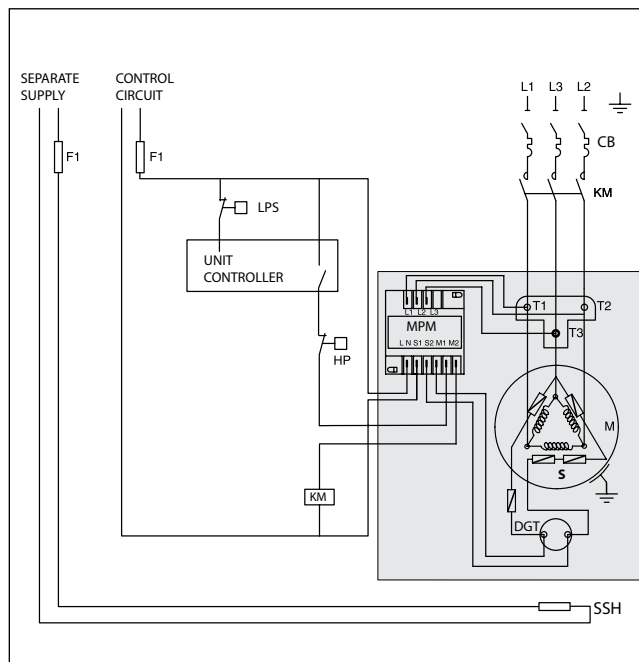 SEPARATE
SUPPLY
CONTROL
CIRCUIT
L1 L3 L2
F1
F1
CB
KM
LPS
UNIT
CONTROLLER
L1 L2 L3
MPM
L N S1 S2 M1 M2
T1
T2
T3
HP
M
S
KM
DGT
SSH